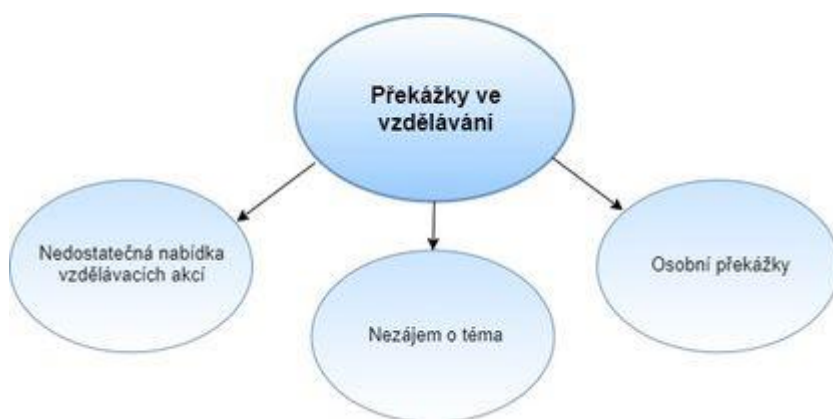 Překážky ve
vzdělávání
Nedostatečná nabídka
vzdělávacích akcí
Osobní překážky
Nezájem o téma